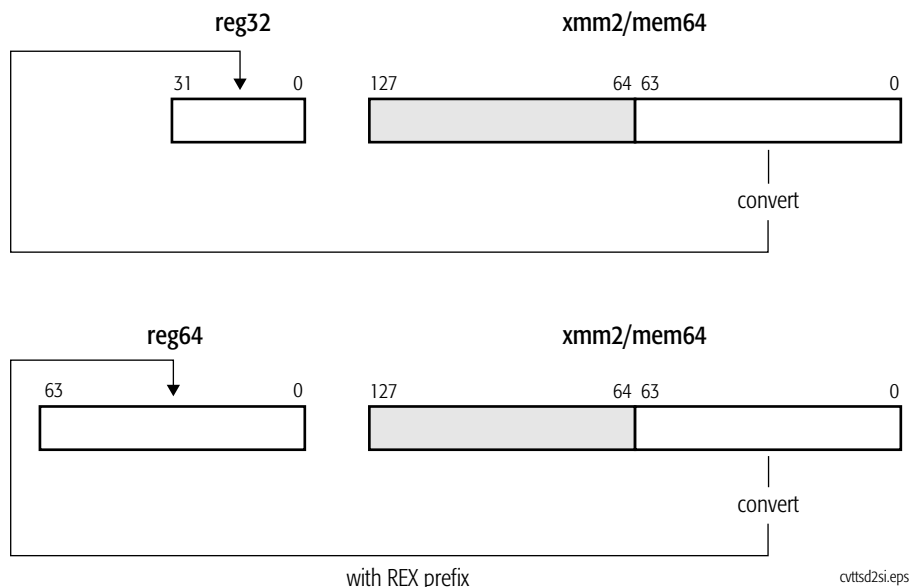 reg32 xmm2/mem64
31 0 127 64 63 0
convert
reg64 xmm2/mem64
63 0 127 64 63 0
convert
with REX prefix cvttsd2si.eps